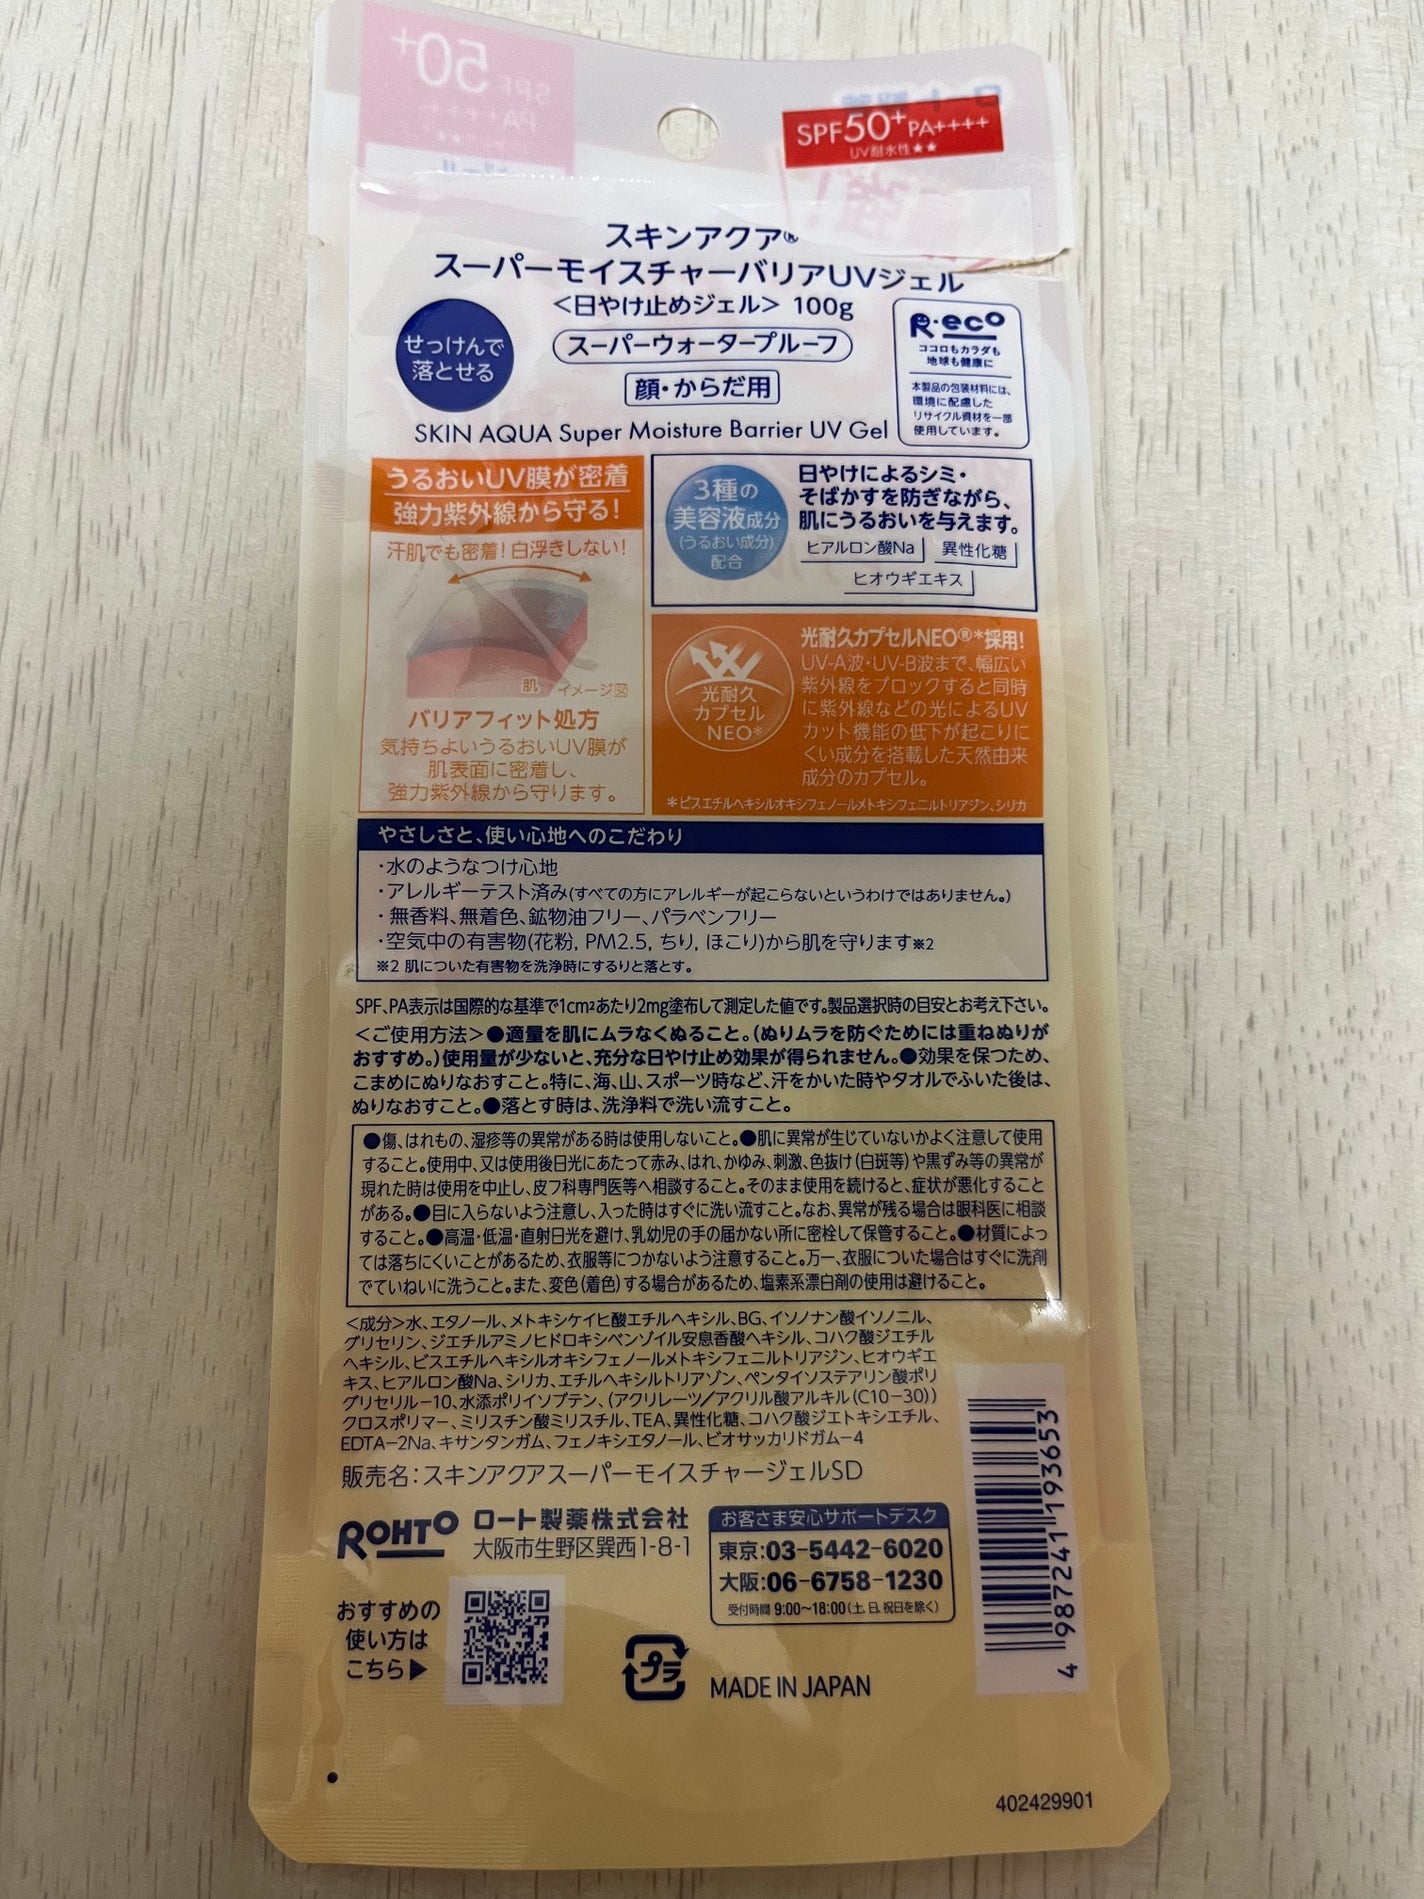 SPF50+ PA++++
UV耐水性★★
スキンアクア®
スーパーモイスチャーバリアUVジェル
<日やけ止めジェル> 100g
スーパーウォータープルーフ
顔・からだ用
SKIN AQUA Super Moisture Barrier UV Gel
せっけんで
落とせる
R・eco
ココロもカラダも
地球も健康に
本製品の包装材料には、
環境に配慮した
リサイクル資材を一部
使用しています。
うるおいUV膜が密着
強力紫外線から守る!
汗肌でも密着!白浮きしない!
肌 イメージ図
バリアフィット処方
気持ちよいうるおいUV膜が
肌表面に密着し、
強力紫外線から守ります。
3種の
美容液成分
(うるおい成分)
配合
日やけによるシミ・
そばかすを防ぎながら、
肌にうるおいを与えます。
ヒアルロン酸Na 異性化糖
ヒオウギエキス
光耐久
カプセル
NEO*
光耐久カプセルNEO®*採用!
UV-A波・UV-B波まで、幅広い
紫外線をブロックすると同時
に紫外線などの光によるUV
カット機能の低下が起こりに
くい成分を搭載した天然由来
成分のカプセル。
*ビスエチルヘキシルオキシフェノールメトキシフェニルトリアジン、シリカ
やさしさと、使い心地へのこだわり
・水のようなつけ心地
・アレルギーテスト済み(すべての方にアレルギーが起こらないというわけではありません。)
・無香料、無着色、鉱物油フリー、パラベンフリー
・空気中の有害物(花粉, PM2.5, ちり, ほこり)から肌を守ります※2
※2 肌についた有害物を洗浄時にするりと落とす。
SPF、PA表示は国際的な基準で1cm²あたり2mg塗布して測定した値です。製品選択時の目安とお考え下さい。
<ご使用方法>●適量を肌にムラなくぬること。(ぬりムラを防ぐためには重ねぬりが
おすすめ。)使用量が少ないと、充分な日やけ止め効果が得られません。●効果を保つため、
こまめにぬりなおすこと。特に、海、山、スポーツ時など、汗をかいた時やタオルでふいた後は、
ぬりなおすこと。●落とす時は、洗浄料で洗い流すこと。
●傷、はれもの、湿疹等の異常がある時は使用しないこと。●肌に異常が生じていないかよく注意して使用
すること。使用中、又は使用後日光にあたって赤み、はれ、かゆみ、刺激、色抜け(白斑等)や黒ずみ等の異常が
現れた時は使用を中止し、皮フ科専門医等へ相談すること。そのまま使用を続けると、症状が悪化すること
がある。●目に入らないよう注意し、入った時はすぐに洗い流すこと。なお、異常が残る場合は眼科医に相談
すること。●高温・低温・直射日光を避け、乳幼児の手の届かない所に密栓して保管すること。●材質によっ
ては落ちにくいことがあるため、衣服等につかないよう注意すること。万一、衣服についた場合はすぐに洗剤
でていねいに洗うこと。また、変色(着色)する場合があるため、塩素系漂白剤の使用は避けること。
<成分>水、エタノール、メトキシケイヒ酸エチルヘキシル、BG、イソノナン酸イソノニル、
グリセリン、ジエチルアミノヒドロキシベンゾイル安息香酸ヘキシル、コハク酸ジエチル
ヘキシル、ビスエチルヘキシルオキシフェノールメトキシフェニルトリアジン、ヒオウギエ
キス、ヒアルロン酸Na、シリカ、エチルヘキシルトリアゾン、ペンタイソステアリン酸ポリ
グリセリル-10、水添ポリイソブテン、(アクリレーツ/アクリル酸アルキル(C10-30))
クロスポリマー、ミリスチン酸ミリスチル、TEA、異性化糖、コハク酸ジエトキシエチル、
EDTA-2Na、キサンタンガム、フェノキシエタノール、ビオサッカリドガム-4
販売名:スキンアクアスーパーモイスチャージェルSD
ROHTO ロート製薬株式会社
大阪市生野区巽西1-8-1
お客さま安心サポートデスク
東京:03-5442-6020
大阪:06-6758-1230
受付時間 9:00~18:00(土、日、祝日を除く)
おすすめの
使い方は
こちら▶
プラ
MADE IN JAPAN
4 987241 193653
402429901